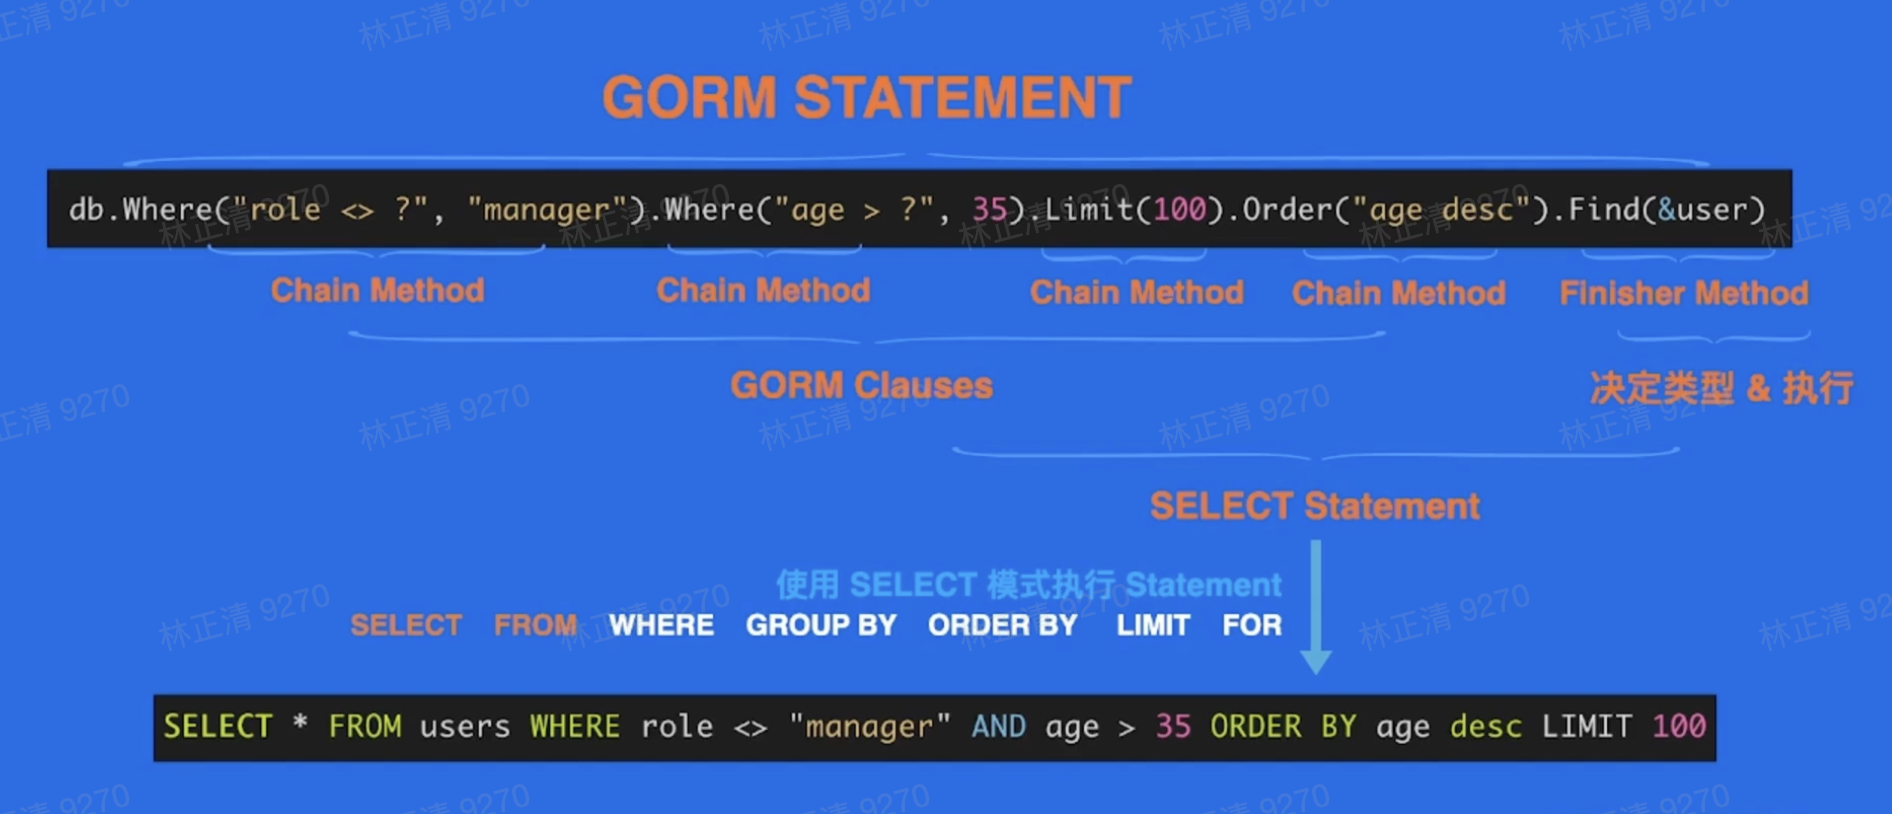 GORM STATEMENT
db.Where("role <> ?", "manager").Where("age > ?", 35).Limit(100).Order("age desc").Find(&user)
Chain Method Chain Method Chain Method Chain Method Finisher Method
GORM Clauses 决定类型 & 执行
SELECT Statement
使用 SELECT 模式执行 Statement
SELECT FROM WHERE GROUP BY ORDER BY LIMIT FOR
SELECT * FROM users WHERE role <> "manager" AND age > 35 ORDER BY age desc LIMIT 100
林正清 9270